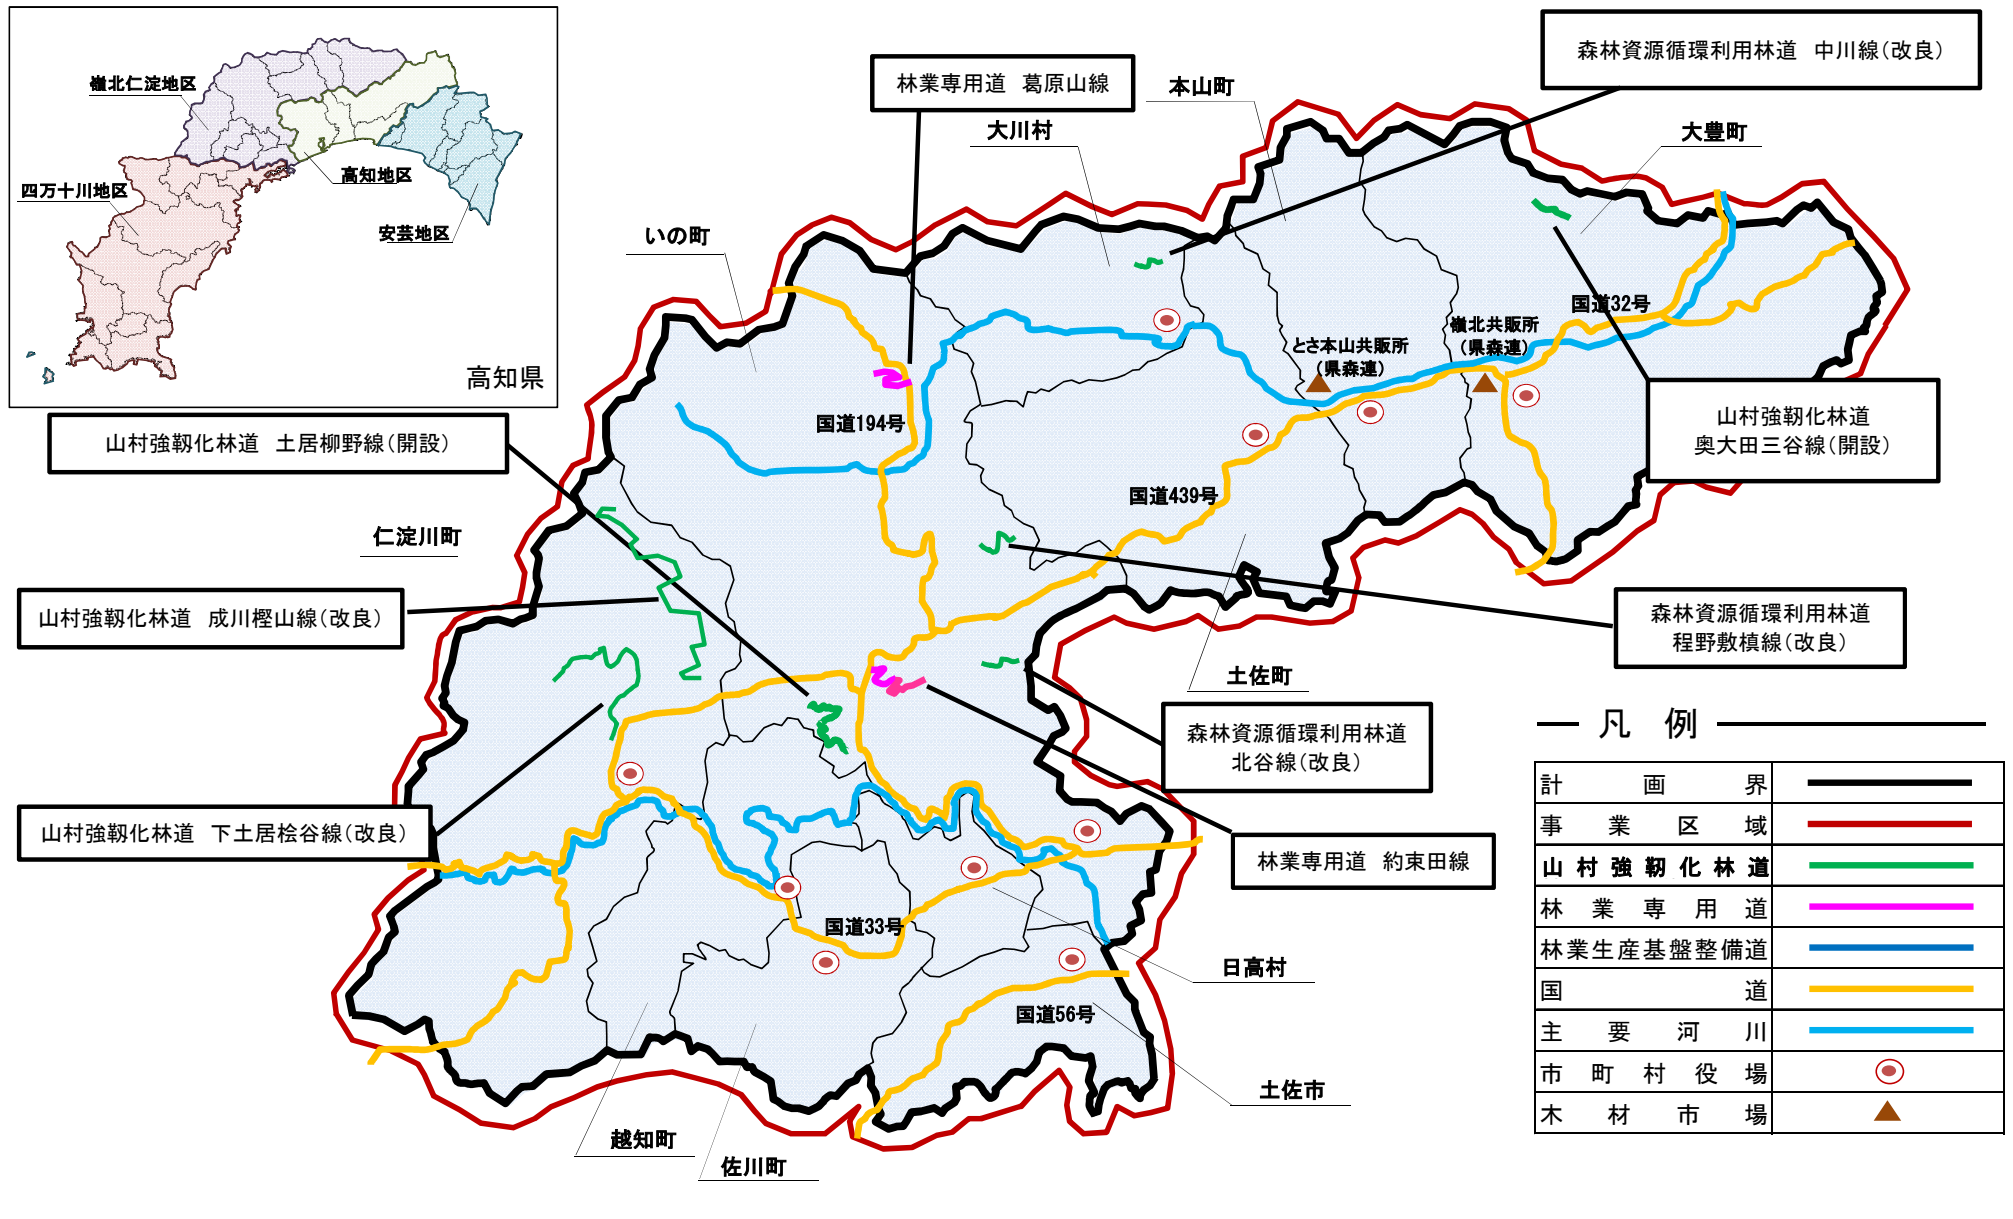 嶺北仁淀地区
高知地区
四万十川地区
安芸地区
高知県
林業専用道　葛原山線
森林資源循環利用林道　中川線（改良）
本山町
大川村
大豊町
いの町
国道32号
嶺北共販所
（県森連）
とさ本山共販所
（県森連）
国道194号
山村強靱化林道
奥大田三谷線（開設）
山村強靱化林道　土居柳野線（開設）
国道439号
仁淀川町
山村強靱化林道　成川樫山線（改良）
森林資源循環利用林道
程野敷槙線（改良）
土佐町
森林資源循環利用林道
北谷線（改良）
山村強靱化林道　下土居桧谷線（改良）
林業専用道　約束田線
国道33号
日高村
国道56号
土佐市
越知町
佐川町
凡　例
計画界
事業区域
山村強靱化林道
林業専用道
林業生産基盤整備道
国道
主要河川
市町村役場
木材市場